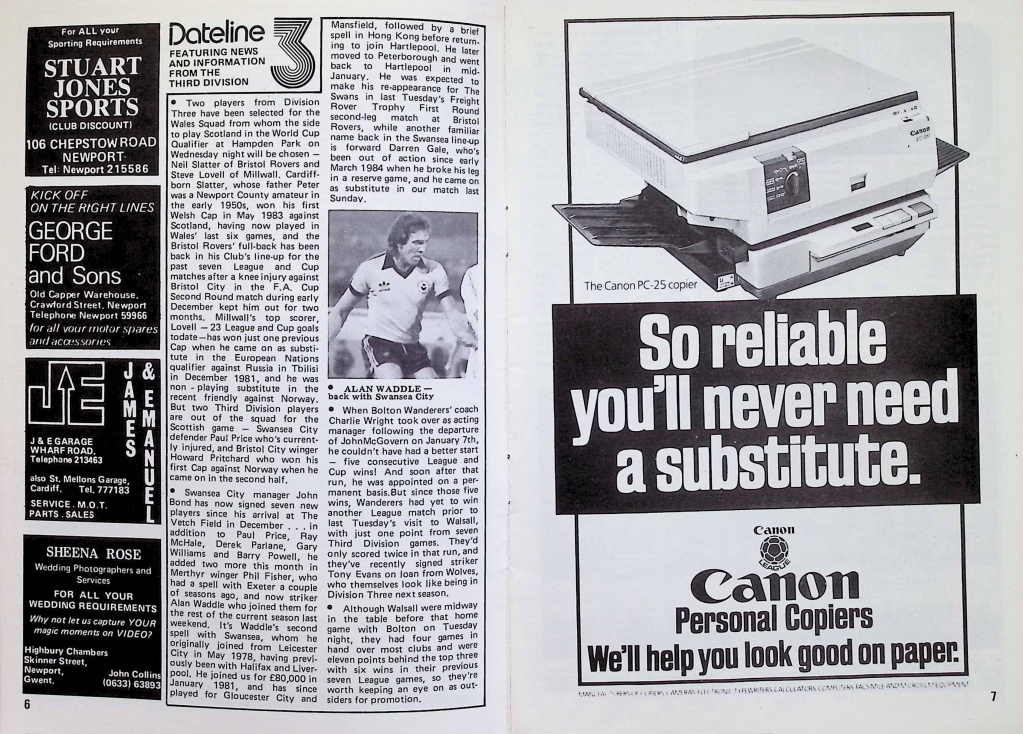 For ALL your
Sporting Requirements
STUART
JONES
SPORTS
(CLUB DISCOUNT)
106 CHEPSTOW ROAD
NEWPORT
Tel: Newport 215586
KICK OFF
ON THE RIGHT LINES
GEORGE
FORD
and Sons
Old Capper Warehouse,
Crawford Street, Newport
Telephone Newport 59966
for all your motor spares
and accessories
JE
JAMES
& EMANUEL
J & E GARAGE
WHARF ROAD,
Telephone 213463
also St. Mellons Garage,
Cardiff. Tel. 777183
SERVICE . M.O.T.
PARTS . SALES
SHEENA ROSE
Wedding Photographers and
Services
FOR ALL YOUR
WEDDING REQUIREMENTS
Why not let us capture YOUR
magic moments on VIDEO?
Highbury Chambers
Skinner Street,
Newport,
Gwent.
John Collins
(0633) 63893
6
Dateline 3
FEATURING NEWS
AND INFORMATION
FROM THE
THIRD DIVISION
• Two players from Division
Three have been selected for the
Wales Squad from whom the side
to play Scotland in the World Cup
Qualifier at Hampden Park on
Wednesday night will be chosen —
Neil Slatter of Bristol Rovers and
Steve Lovell of Millwall. Cardiff-
born Slatter, whose father Peter
was a Newport County amateur in
the early 1950s, won his first
Welsh Cap in May 1983 against
Scotland, having now played in
Wales' last six games, and the
Bristol Rovers' full-back has been
back in his Club's line-up for the
past seven League and Cup
matches after a knee injury against
Bristol City in the F.A. Cup
Second Round match during early
December kept him out for two
months. Millwall's top scorer,
Lovell — 23 League and Cup goals
todate—has won just one previous
Cap when he came on as substi-
tute in the European Nations
qualifier against Russia in Tbilisi
in December 1981, and he was
non - playing substitute in the
recent friendly against Norway.
But two Third Division players
are out of the squad for the
Scottish game — Swansea City
defender Paul Price who's current-
ly injured, and Bristol City winger
Howard Pritchard who won his
first Cap against Norway when he
came on in the second half.
• Swansea City manager John
Bond has now signed seven new
players since his arrival at The
Vetch Field in December . . . in
addition to Paul Price, Ray
McHale, Derek Parlane, Gary
Williams and Barry Powell, he
added two more this month in
Merthyr winger Phil Fisher, who
had a spell with Exeter a couple
of seasons ago, and now striker
Alan Waddle who joined them for
the rest of the current season last
weekend. It's Waddle's second
spell with Swansea, whom he
originally joined from Leicester
City in May 1978, having previ-
ously been with Halifax and Liver-
pool. He joined us for £80,000 in
January 1981, and has since
played for Gloucester City and
Mansfield, followed by a brief
spell in Hong Kong before return-
ing to join Hartlepool. He later
moved to Peterborough and went
back to Hartlepool in mid-
January. He was expected to
make his re-appearance for The
Swans in last Tuesday's Freight
Rover Trophy First Round
second-leg match at Bristol
Rovers, while another familiar
name back in the Swansea line-up
is forward Darren Gale, who's
been out of action since early
March 1984 when he broke his leg
in a reserve game, and he came on
as substitute in our match last
Sunday.
• ALAN WADDLE —
back with Swansea City
• When Bolton Wanderers' coach
Charlie Wright took over as acting
manager following the departure
of JohnMcGovern on January 7th,
he couldn't have had a better start
— five consecutive League and
Cup wins! And soon after that
run, he was appointed on a per-
manent basis.But since those five
wins, Wanderers had yet to win
another League match prior to
last Tuesday's visit to Walsall,
with just one point from seven
Third Division games. They'd
only scored twice in that run, and
they've recently signed striker
Tony Evans on loan from Wolves,
who themselves look like being in
Division Three next season.
• Although Walsall were midway
in the table before that home
game with Bolton on Tuesday
night, they had four games in
hand over most clubs and were
eleven points behind the top three
with six wins in their previous
seven League games, so they're
worth keeping an eye on as out-
siders for promotion.
Canon
The Canon PC-25 copier
So reliable
you'll never need
a substitute.
Canon
LEAGUE
Canon
Personal Copiers
We'll help you look good on paper.
MANUFACTURERS OF COPIERS CAMERAS ELECTRONIC TYPEWRITERS CALCULATORS COMPUTERS FACSIMILE AND MICROFILM EQUIPMENT
7